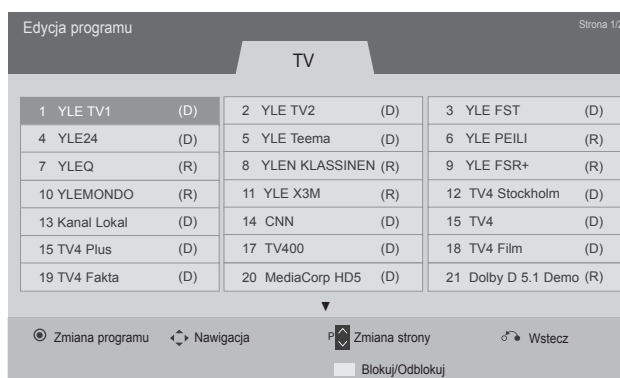 Edycja programu Strona 1/2
TV
1 YLE TV1 (D) 2 YLE TV2 (D) 3 YLE FST (D)
4 YLE24 (D) 5 YLE Teema (D) 6 YLE PEILI (R)
7 YLEQ (R) 8 YLEN KLASSINEN (R) 9 YLE FSR+ (R)
10 YLEMONDO (R) 11 YLE X3M (R) 12 TV4 Stockholm (D)
13 Kanal Lokal (D) 14 CNN (D) 15 TV4 (D)
15 TV4 Plus (D) 17 TV400 (D) 18 TV4 Film (D)
19 TV4 Fakta (D) 20 MediaCorp HD5 (D) 21 Dolby D 5.1 Demo (R)
Zmiana programu Nawigacja P Zmiana strony Wstecz
Blokuj/Odblokuj